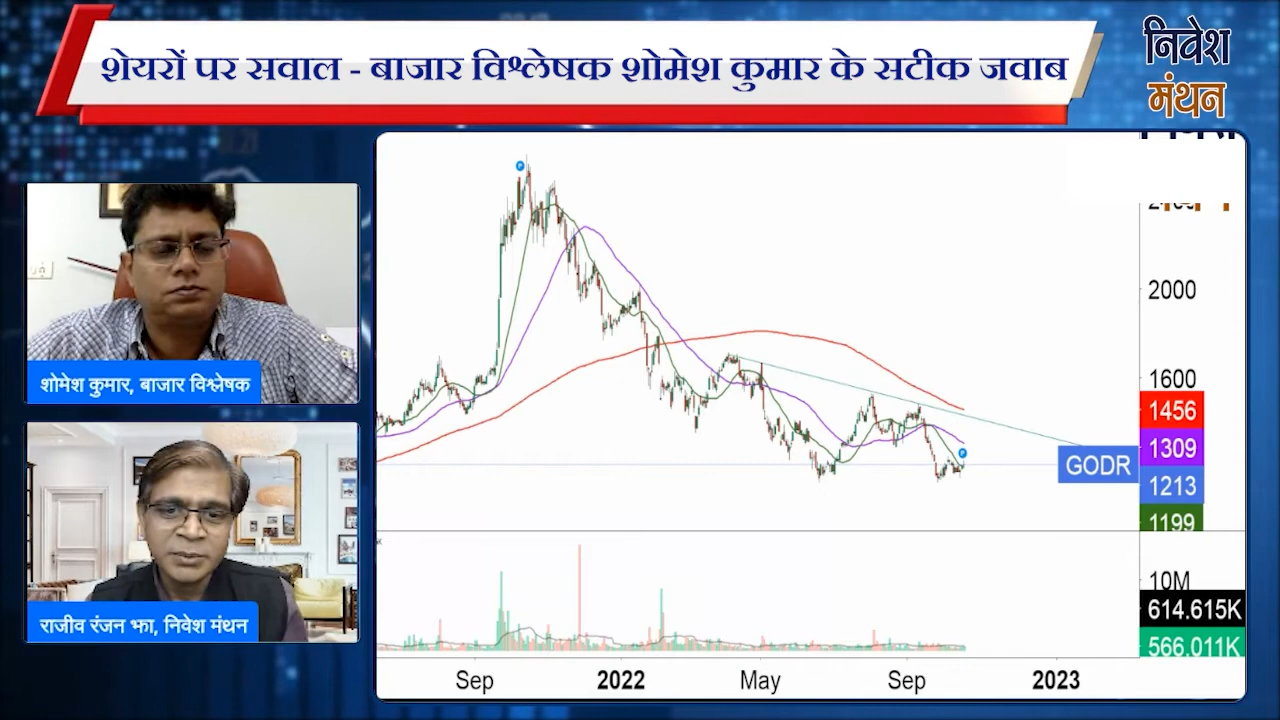 शेयरों पर सवाल - बाजार विश्लेषक शोमेश कुमार के सटीक जवाब
निवेश
मंथन
शोमेश कुमार, बाजार विश्लेषक
राजीव रंजन झा, निवेश मंथन
2000
1600
1456
1309
GODR
1213
1199
10M
614.615K
566.011K
Sep
2022
May
Sep
2023